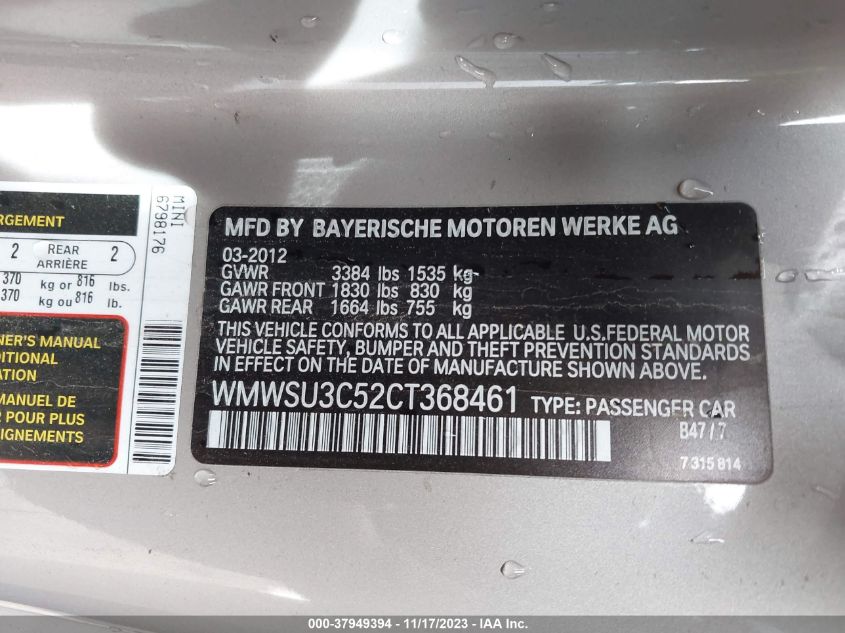 RGEMENT
2 REAR ARRIÈRE 2
370 kg or 816 lbs.
370 kg ou 816 lb.
NER'S MANUAL
DITIONAL
ATION
MANUEL DE
R POUR PLUS
IGNEMENTS
MINI
6798176
MFD BY BAYERISCHE MOTOREN WERKE AG
03-2012
GVWR 3384 lbs 1535 kg
GAWR FRONT 1830 lbs 830 kg
GAWR REAR 1664 lbs 755 kg
THIS VEHICLE CONFORMS TO ALL APPLICABLE U.S.FEDERAL MOTOR
VEHICLE SAFETY, BUMPER AND THEFT PREVENTION STANDARDS
IN EFFECT ON THE DATE OF MANUFACTURE SHOWN ABOVE.
WMWSU3C52CT368461 TYPE: PASSENGER CAR
B47/7
7 315 814
000-37949394 - 11/17/2023 - IAA Inc.